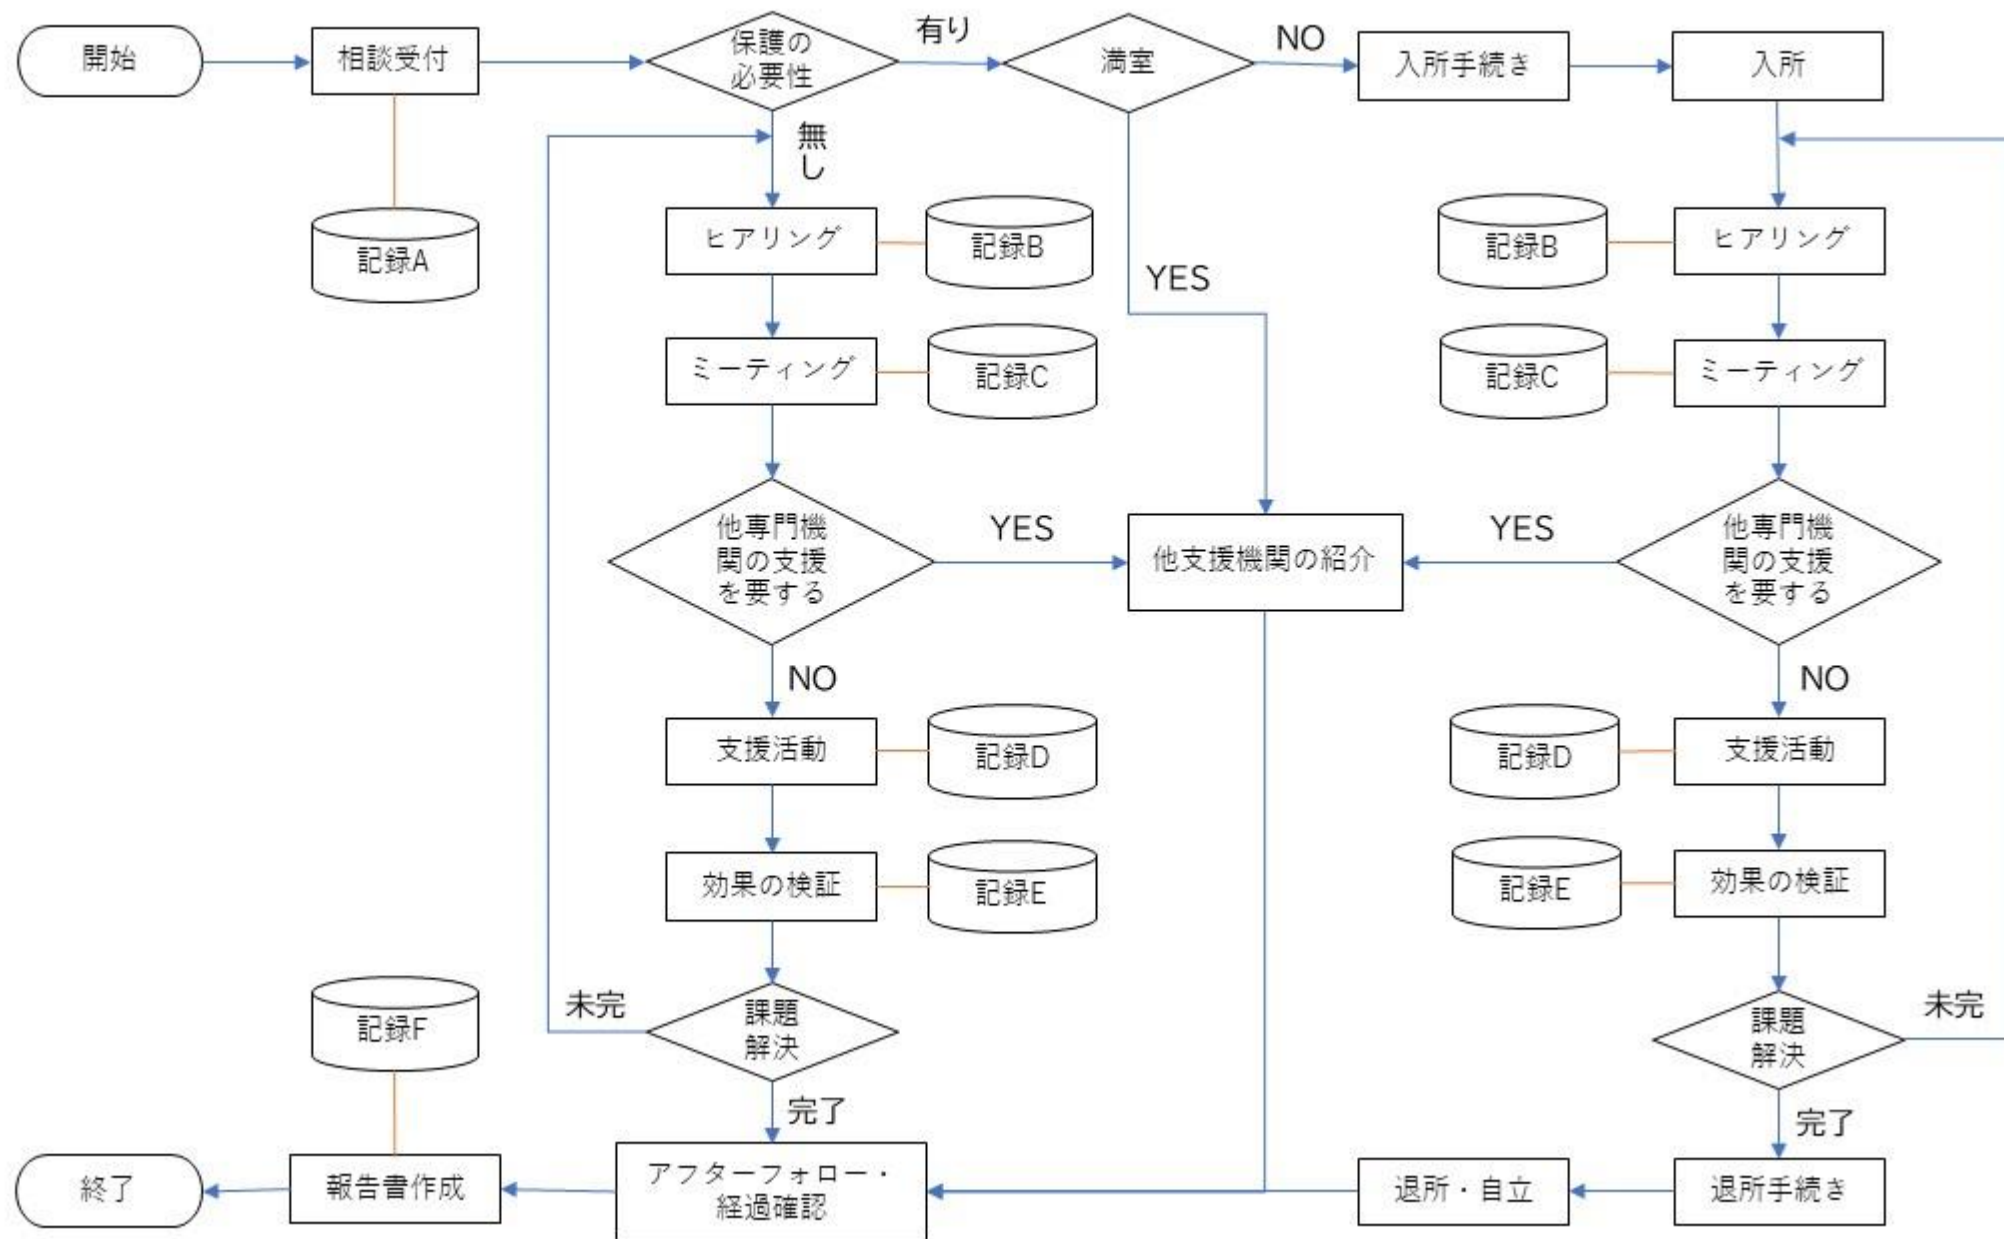 開始
相談受付
保護の
必要性
有り
満室
NO
入所手続き
入所
無
し
記録A
ヒアリング
記録B
YES
記録B
ヒアリング
ミーティング
記録C
記録C
ミーティング
他専門機
関の支援
を要する
YES
他支援機関の紹介
YES
他専門機
関の支援
を要する
NO
NO
支援活動
記録D
記録D
支援活動
効果の検証
記録E
記録E
効果の検証
記録F
未完
課題
解決
課題
解決
未完
完了
完了
終了
報告書作成
アフターフォロー・
経過確認
退所・自立
退所手続き